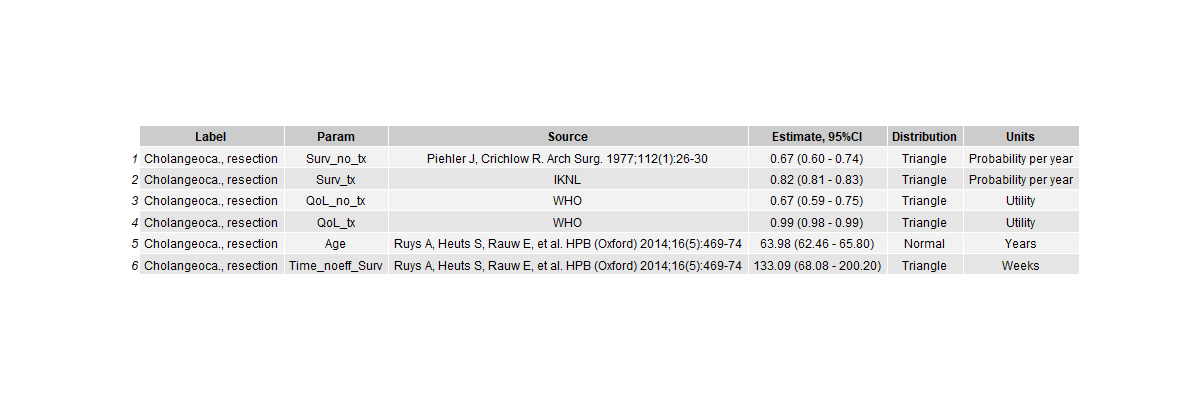 Label Param Source Estimate, 95%CI Distribution Units
1 Cholangeoca., resection Surv_no_tx Piehler J, Crichlow R. Arch Surg. 1977;112(1):26-30 0.67 (0.60 - 0.74) Triangle Probability per year
2 Cholangeoca., resection Surv_tx IKNL 0.82 (0.81 - 0.83) Triangle Probability per year
3 Cholangeoca., resection QoL_no_tx WHO 0.67 (0.59 - 0.75) Triangle Utility
4 Cholangeoca., resection QoL_tx WHO 0.99 (0.98 - 0.99) Triangle Utility
5 Cholangeoca., resection Age Ruys A, Heuts S, Rauw E, et al. HPB (Oxford) 2014;16(5):469-74 63.98 (62.46 - 65.80) Normal Years
6 Cholangeoca., resection Time_noeff_Surv Ruys A, Heuts S, Rauw E, et al. HPB (Oxford) 2014;16(5):469-74 133.09 (68.08 - 200.20) Triangle Weeks